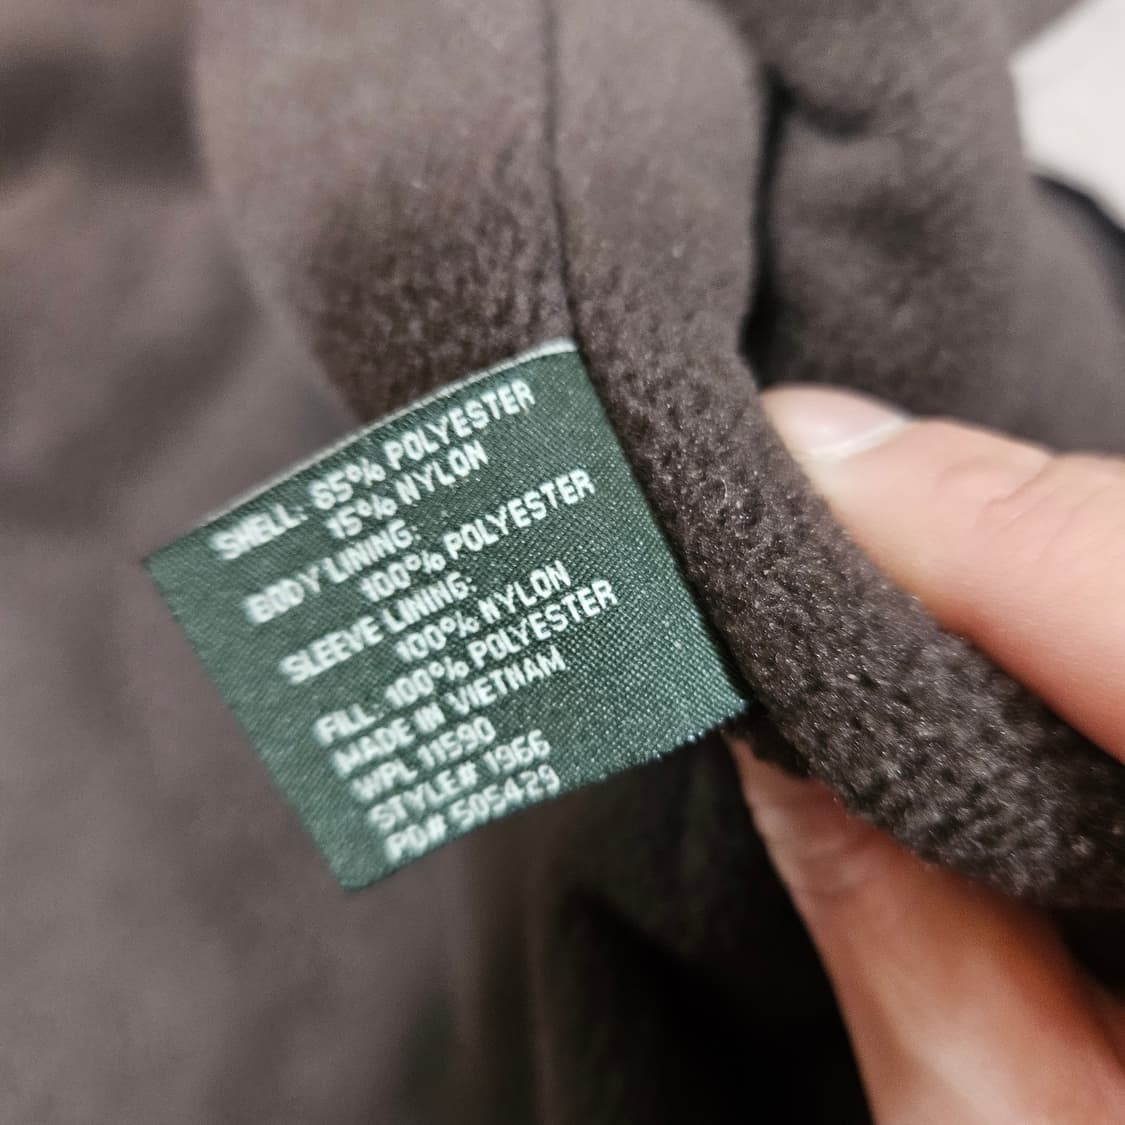 SHELL: 85% POLYESTER
15% NYLON
BODY LINING:
100% POLYESTER
SLEEVE LINING:
100% NYLON
FILL: 100% POLYESTER
MADE IN VIETNAM
WPL 11590
STYLE# 1966
PO# 505429